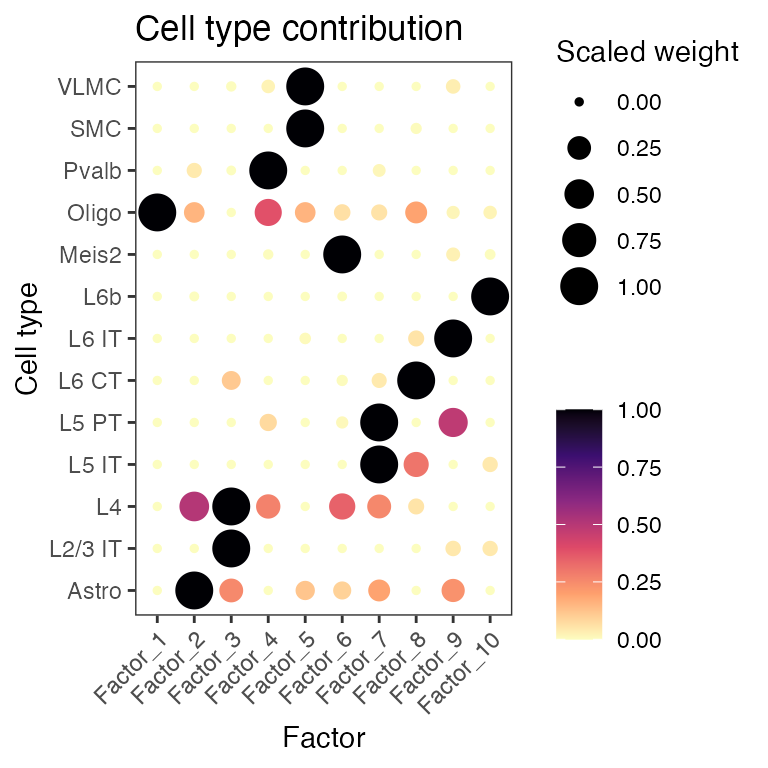 Cell type contribution
Cell type
VLMC
SMC
Pvalb
Oligo
Meis2
L6b
L6 IT
L6 CT
L5 PT
L5 IT
L4
L2/3 IT
Astro
Factor_1
Factor_2
Factor_3
Factor_4
Factor_5
Factor_6
Factor_7
Factor_8
Factor_9
Factor_10
Factor
Scaled weight
0.00
0.25
0.50
0.75
1.00
1.00
0.75
0.50
0.25
0.00